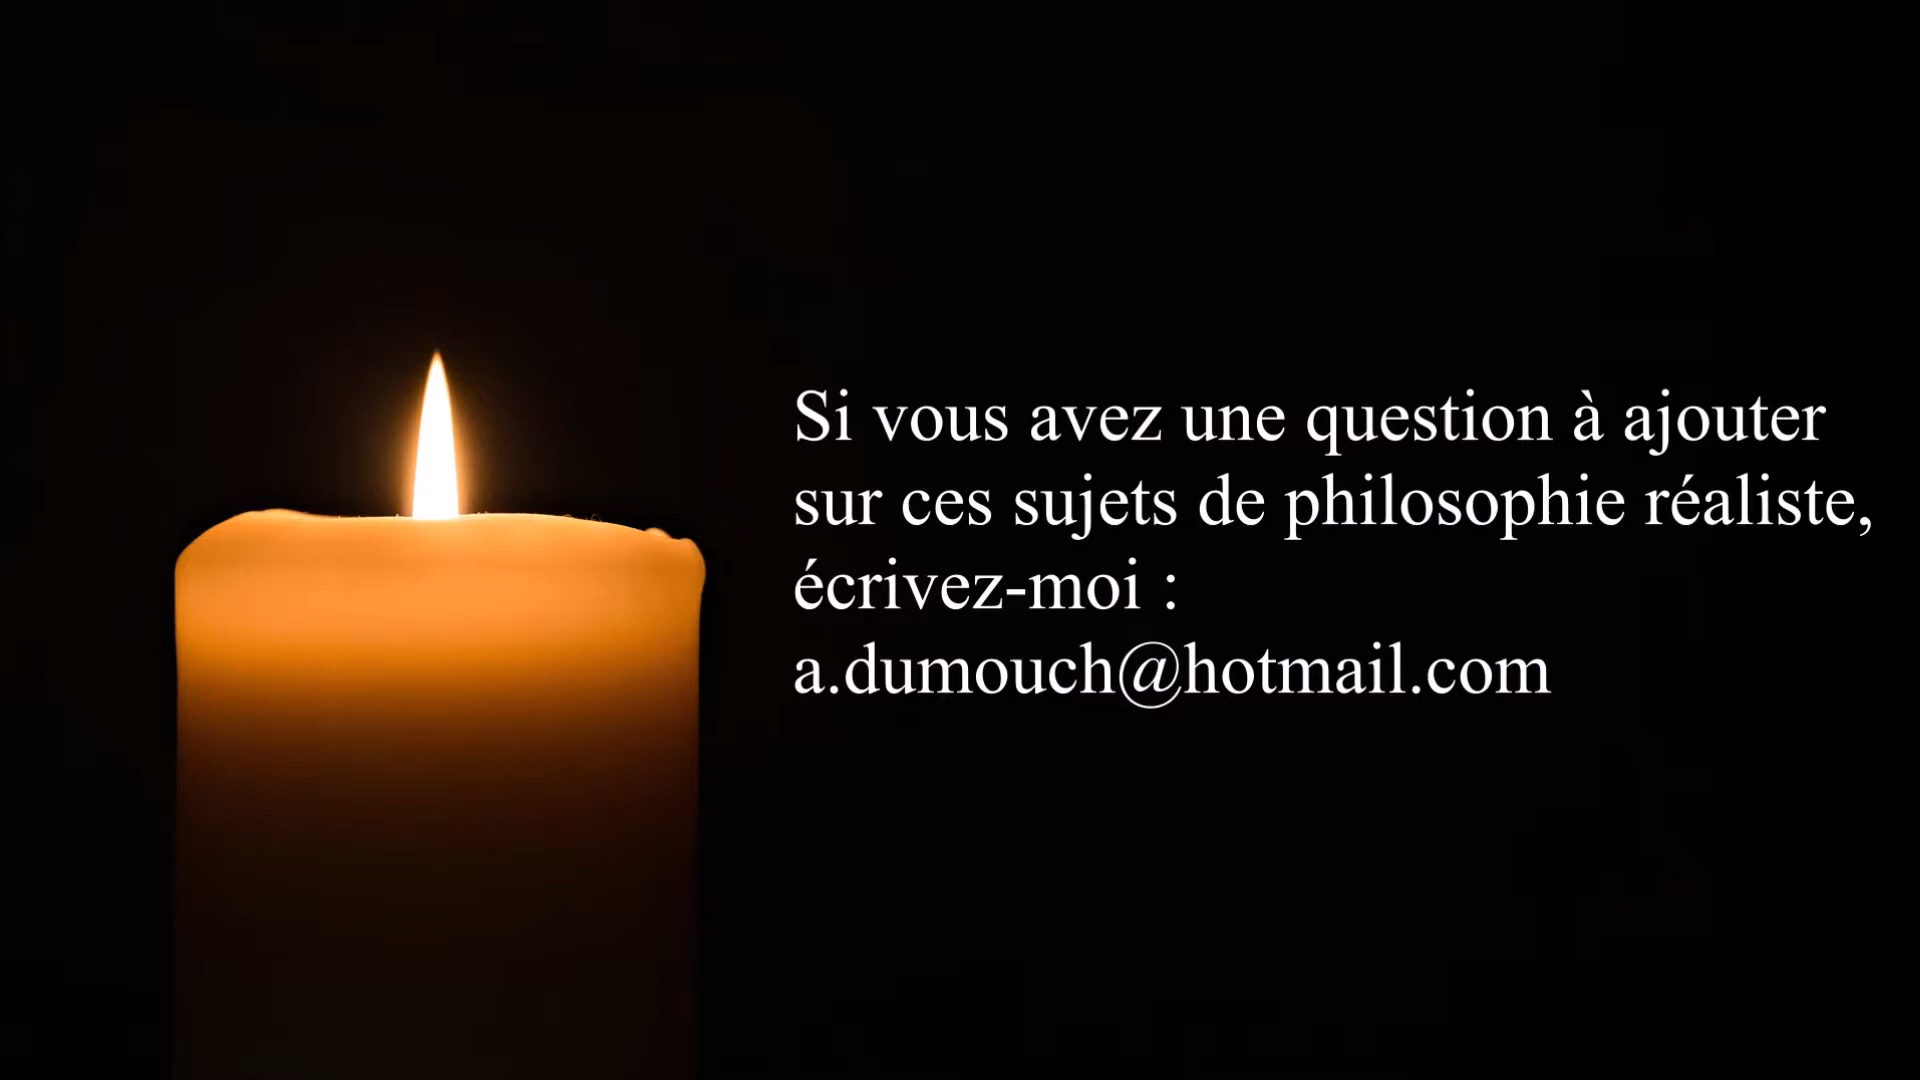 Si vous avez une question à ajouter
sur ces sujets de philosophie réaliste,
écrivez-moi :
a.dumouch@hotmail.com